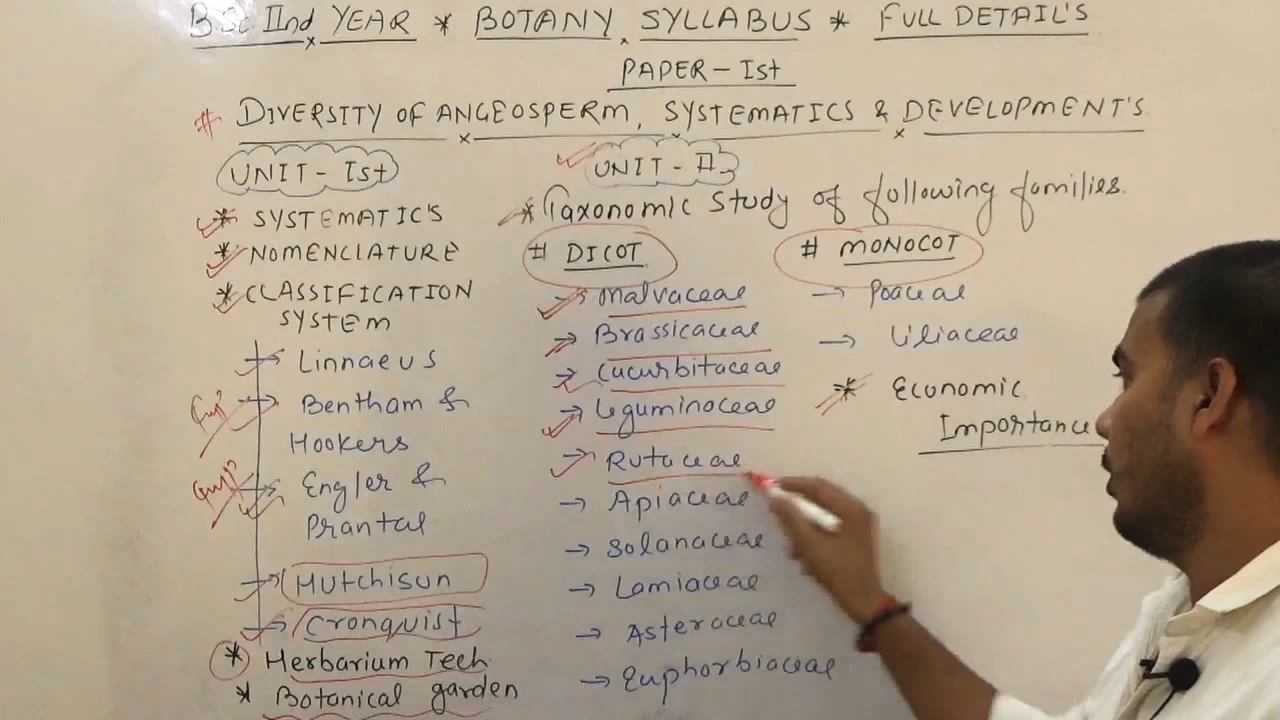 B.Sc. IInd YEAR * BOTANY SYLLABUS * FULL DETAIL'S
PAPER-Ist
# DIVERSITY OF ANGEOSPERM, SYSTEMATICS & DEVELOPMENT'S
UNIT-Ist
* SYSTEMATIC'S
* NOMENCLATURE
* CLASSIFICATION
SYSTEM
→ Linnaeus
→ Bentham &
Hookers
→ Engler &
Prantal
→ Hutchisun
→ Cronquist
* Herbarium Tech
* Botanical garden
UNIT-II
* Taxonomic Study of following families.
# DICOT
→ Malvaceae
→ Brassicaceae
→ Cucurbitaceae
→ Leguminoceae
→ Rutaceae
→ Apiaceae
→ Solanaceae
→ Lamiaceae
→ Asteraceae
→ Euphorbiaceae
# MONOCOT
→ Poaceae
→ Liliaceae
* Economic
Importance